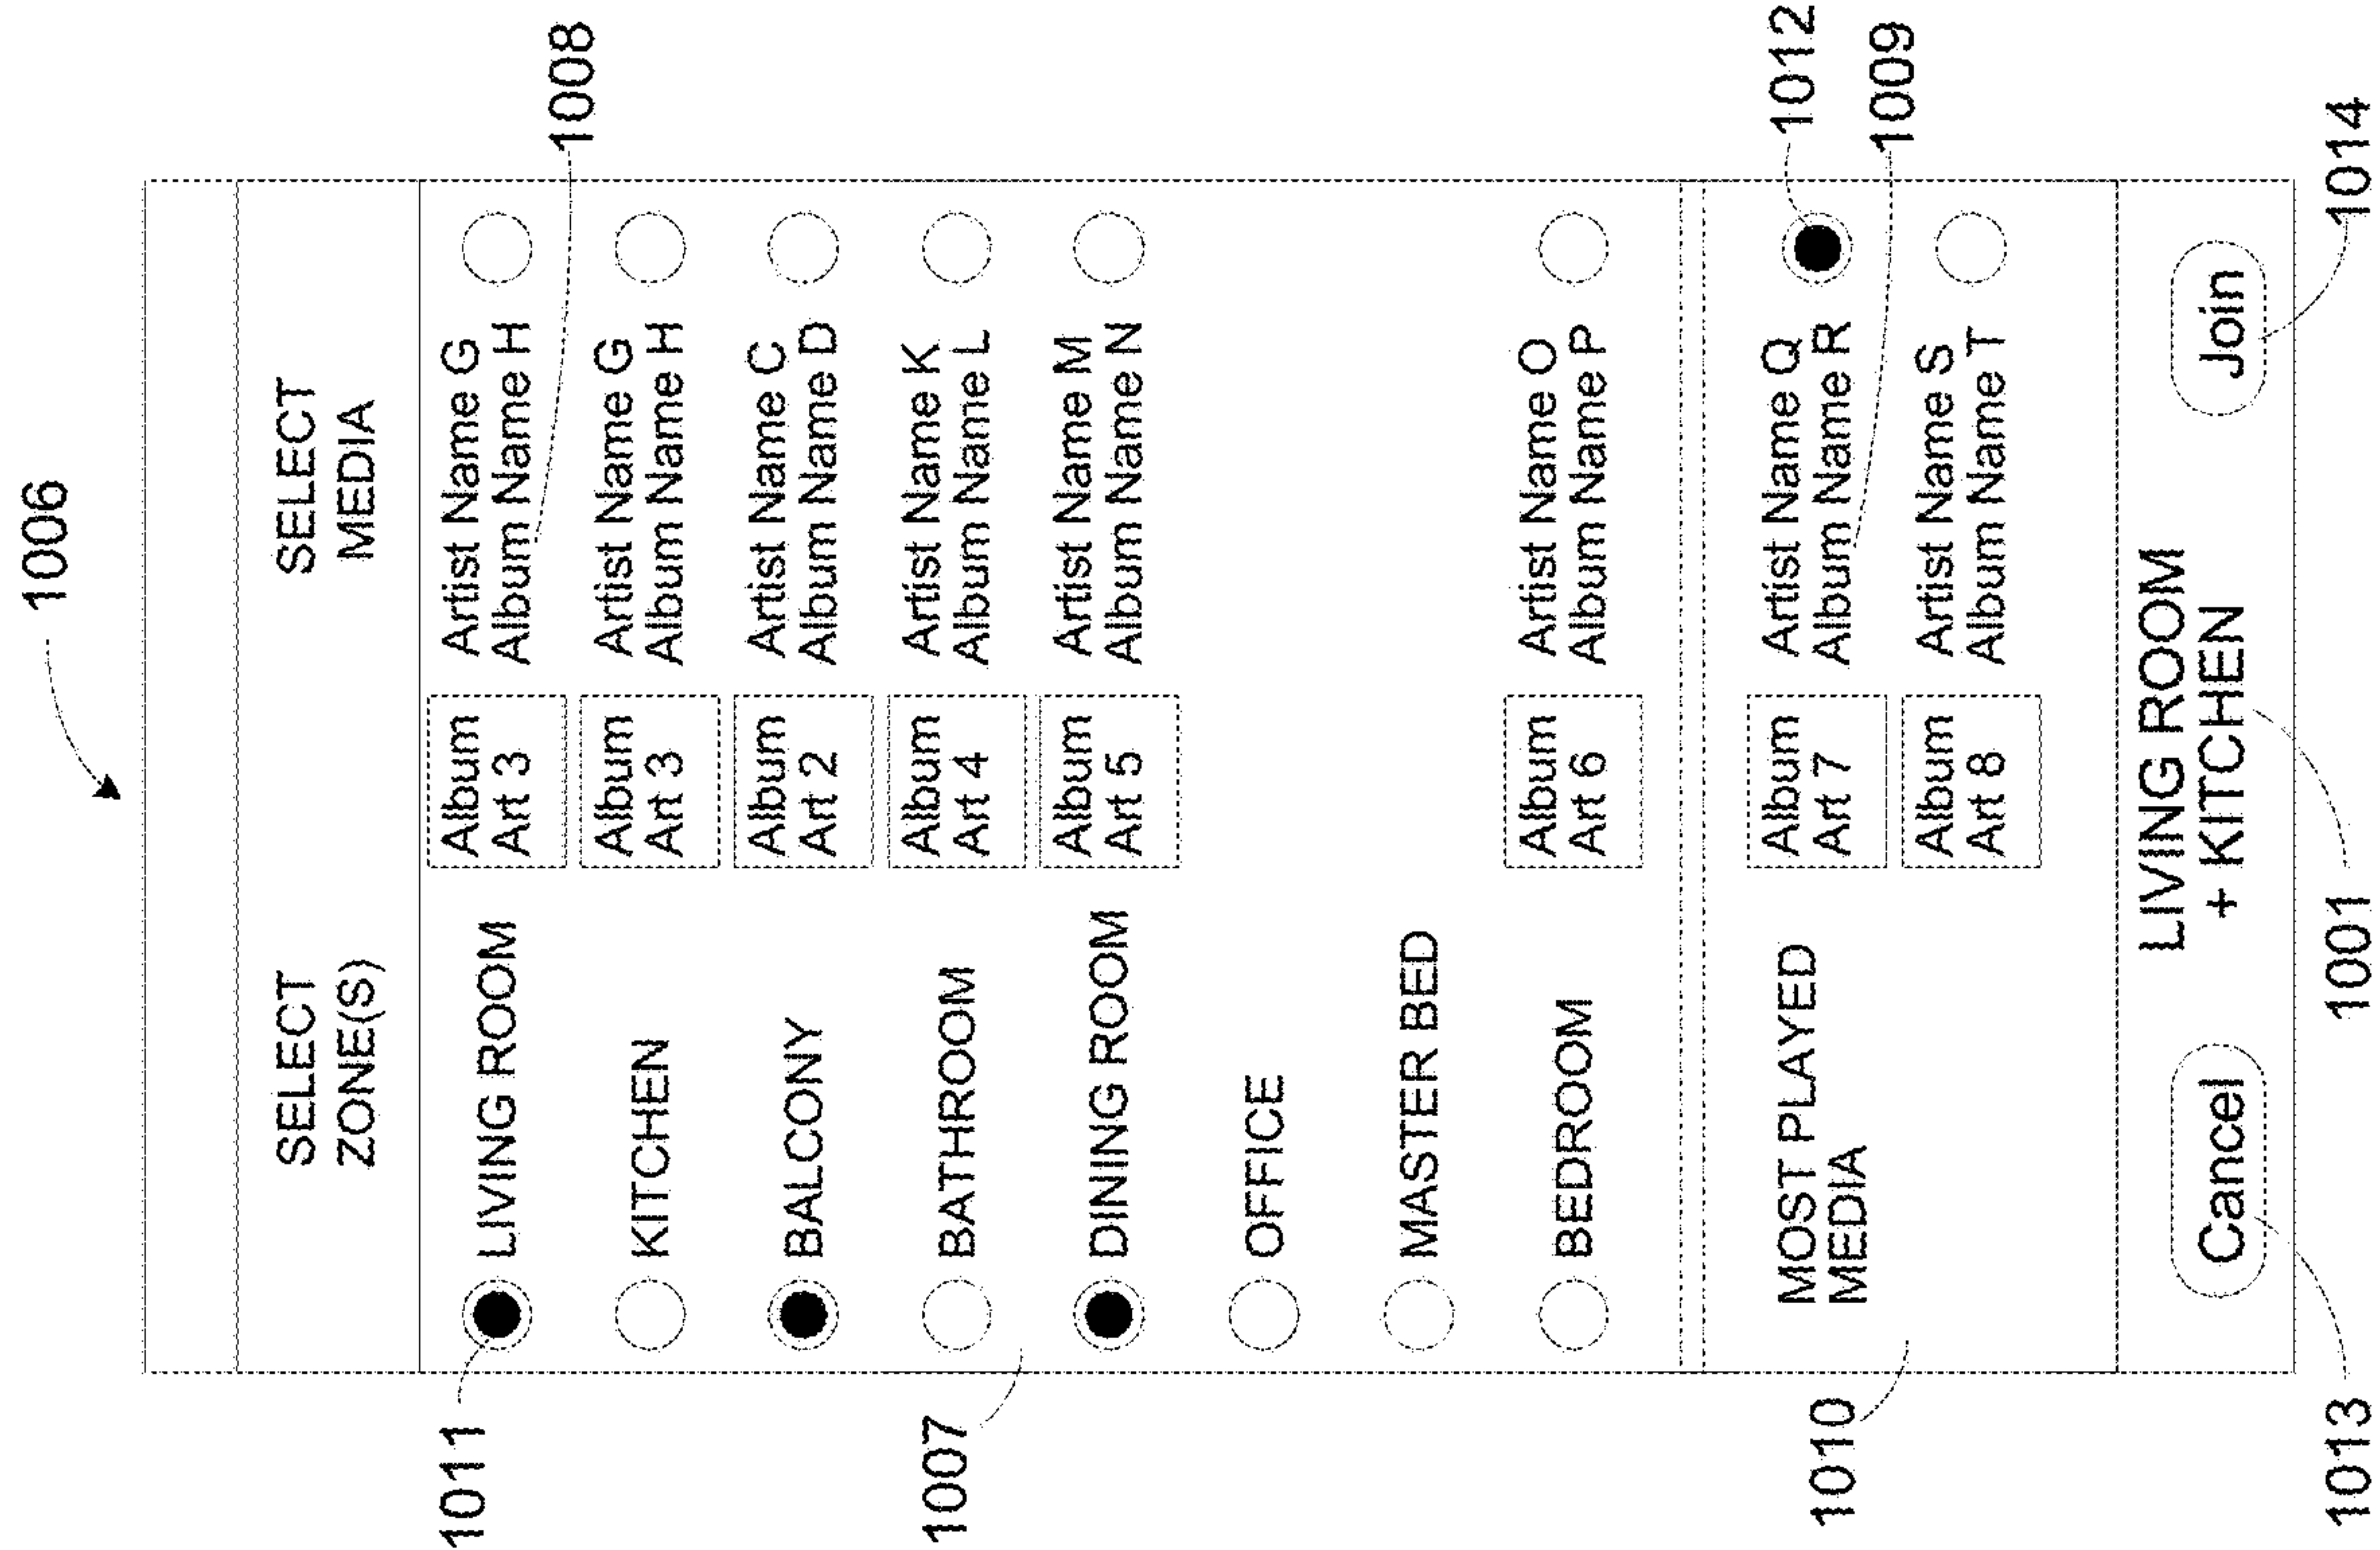 1006
SELECT
ZONE(S)
SELECT
MEDIA
1008
1011
LIVING ROOM
Album
Art 3
Artist Name G
Album Name H
KITCHEN
Album
Art 3
Artist Name G
Album Name H
BALCONY
Album
Art 2
Artist Name C
Album Name D
1007
BATHROOM
Album
Art 4
Artist Name K
Album Name L
DINING ROOM
Album
Art 5
Artist Name M
Album Name N
OFFICE
MASTER BED
BEDROOM
Album
Art 6
Artist Name O
Album Name P
1012
1009
1010
MOST PLAYED
MEDIA
Album
Art 7
Artist Name Q
Album Name R
Album
Art 8
Artist Name S
Album Name T
Cancel
LIVING ROOM
+ KITCHEN
Join
1013
1001
1014